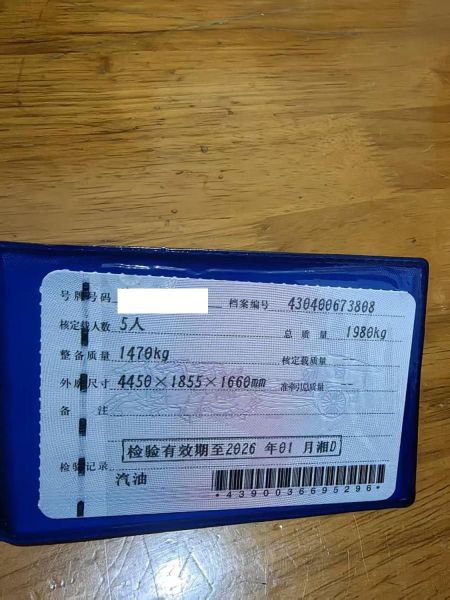 号牌号码 档案编号 430400673808
核定载人数 5人 总质量 1980kg
整备质量 1470kg 核定载质量
外廓尺寸 4450×1855×1660mm 准牵引总质量 --
备注
检验有效期至2026 年01 月湘D
检验记录
汽油
*4390036695296*